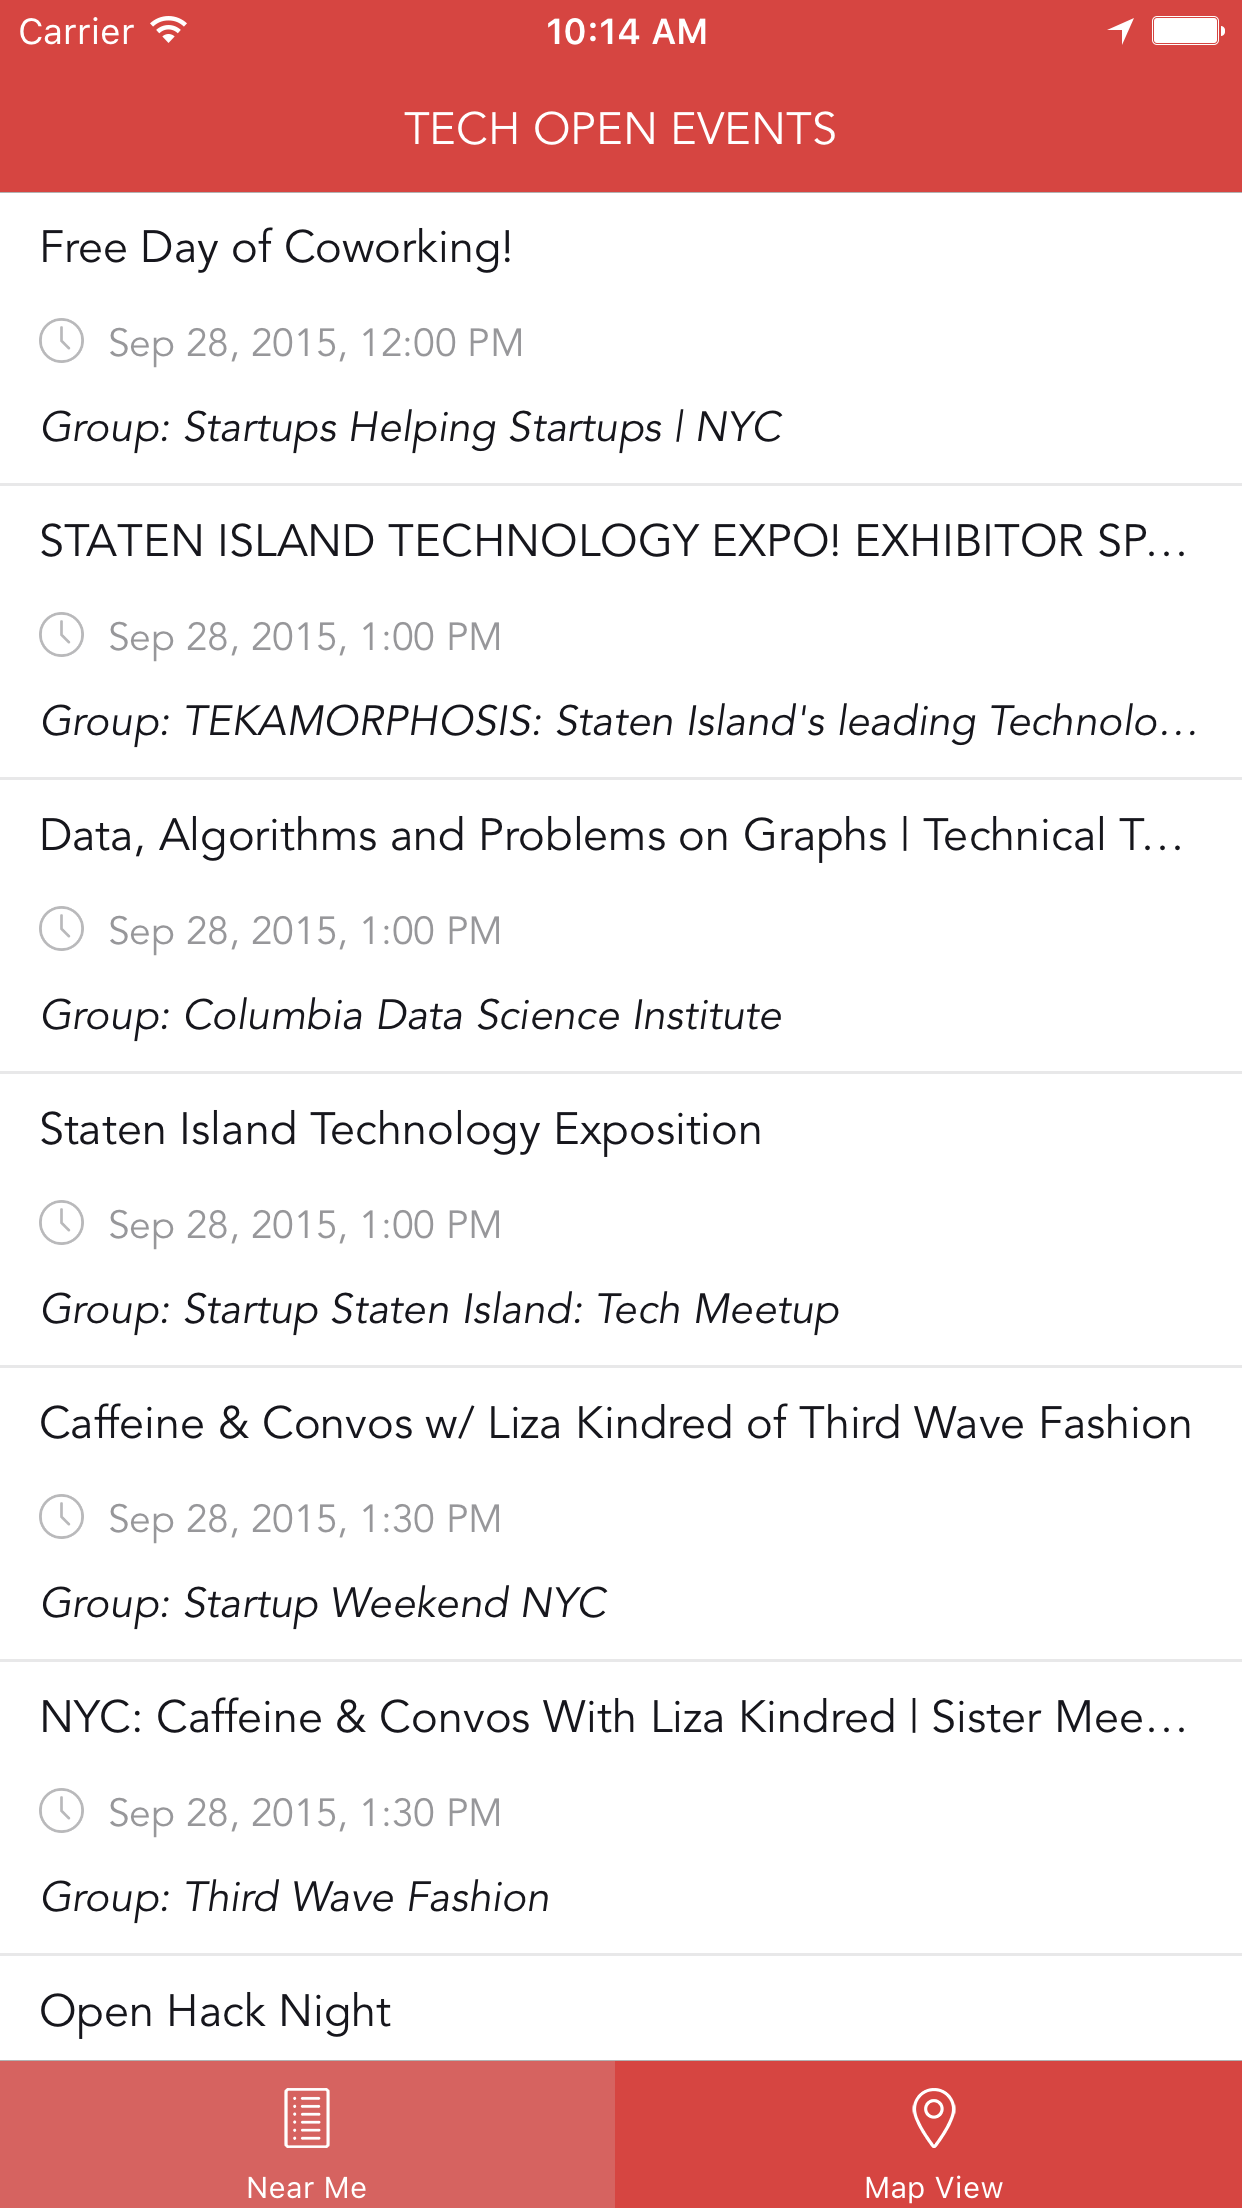 Carrier 10:14 AM
TECH OPEN EVENTS
Free Day of Coworking!
Sep 28, 2015, 12:00 PM
Group: Startups Helping Startups | NYC
STATEN ISLAND TECHNOLOGY EXPO! EXHIBITOR SP...
Sep 28, 2015, 1:00 PM
Group: TEKAMORPHOSIS: Staten Island's leading Technolo...
Data, Algorithms and Problems on Graphs | Technical T...
Sep 28, 2015, 1:00 PM
Group: Columbia Data Science Institute
Staten Island Technology Exposition
Sep 28, 2015, 1:00 PM
Group: Startup Staten Island: Tech Meetup
Caffeine & Convos w/ Liza Kindred of Third Wave Fashion
Sep 28, 2015, 1:30 PM
Group: Startup Weekend NYC
NYC: Caffeine & Convos With Liza Kindred | Sister Mee...
Sep 28, 2015, 1:30 PM
Group: Third Wave Fashion
Open Hack Night
Near Me Map View